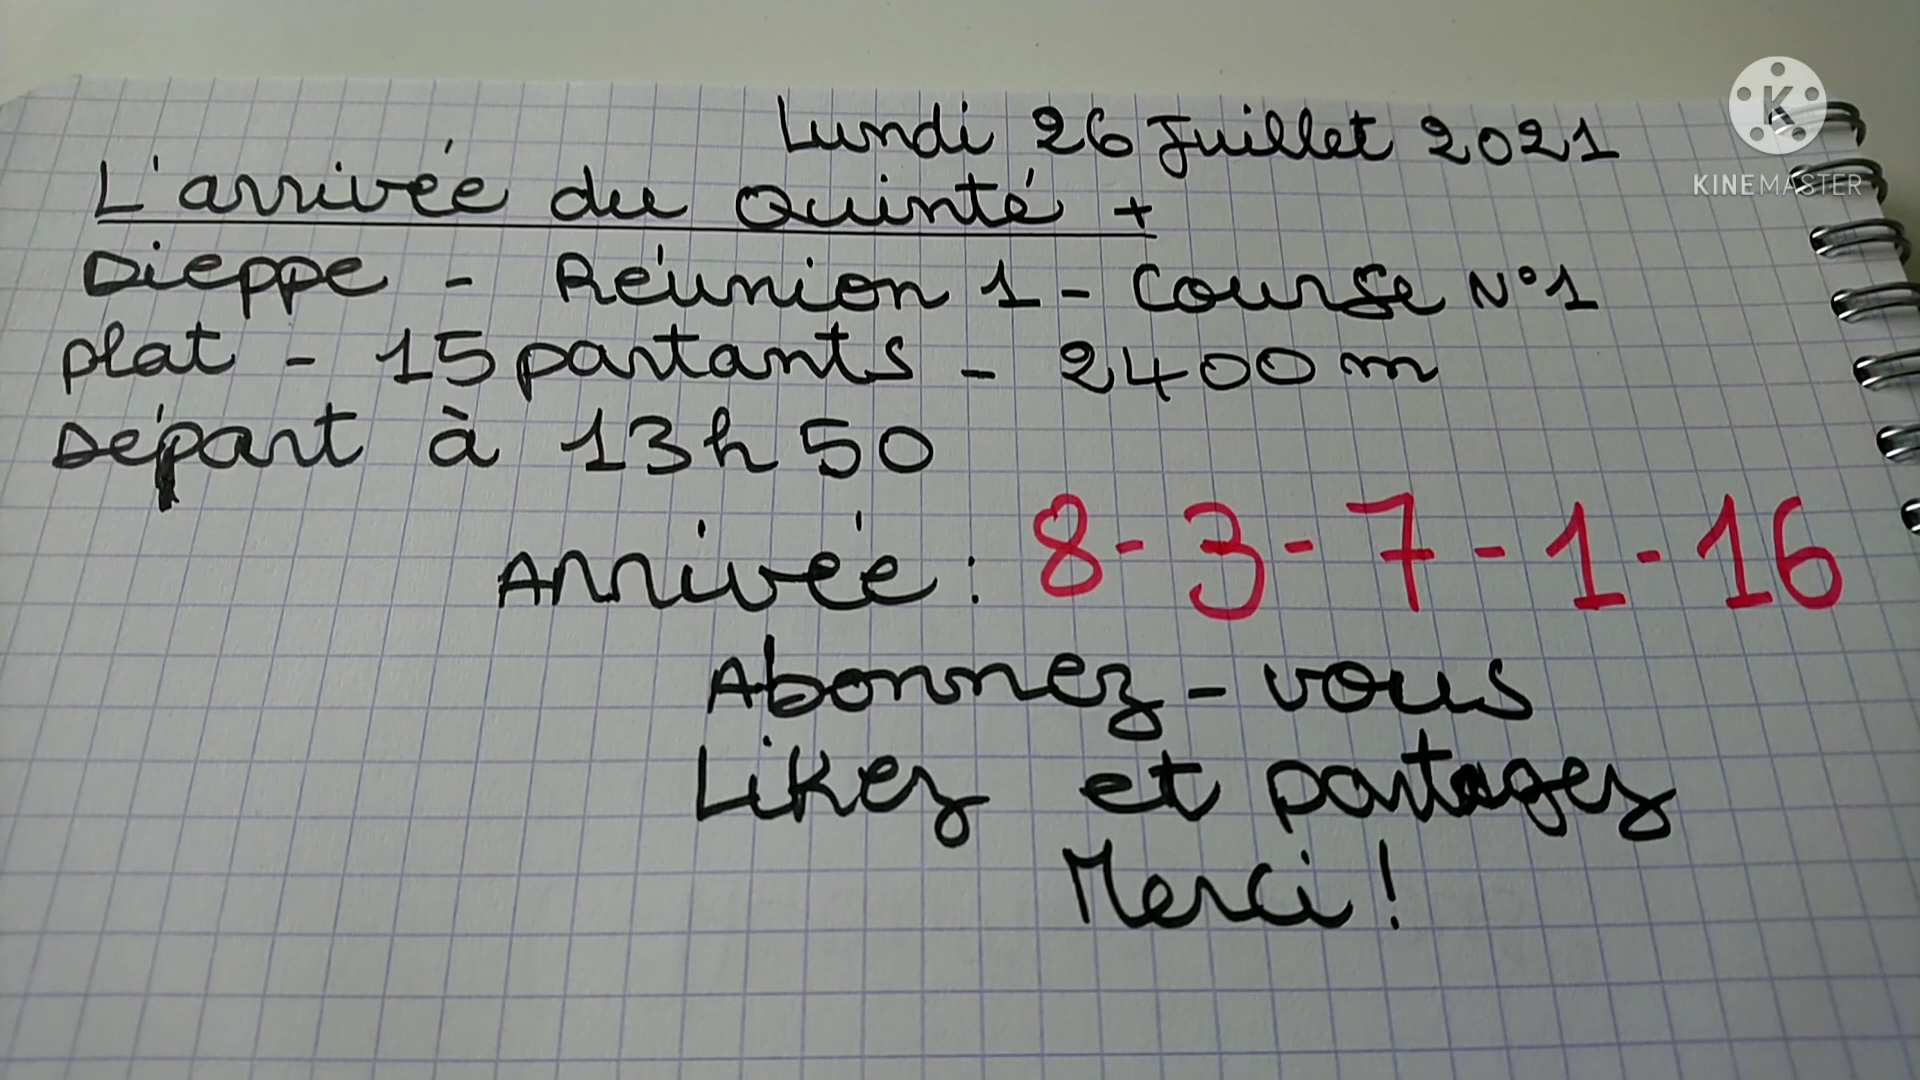 Lundi 26 Juillet 2021
L'arrivée du Quinté +
Dieppe - Réunion 1 - Course N°1
plat - 15 partants - 2400 m
Départ à 13h50
Arrivée : 8 - 3 - 7 - 1 - 16
Abonnez-vous
Likez et partagez
Merci !
K
KINEMASTER